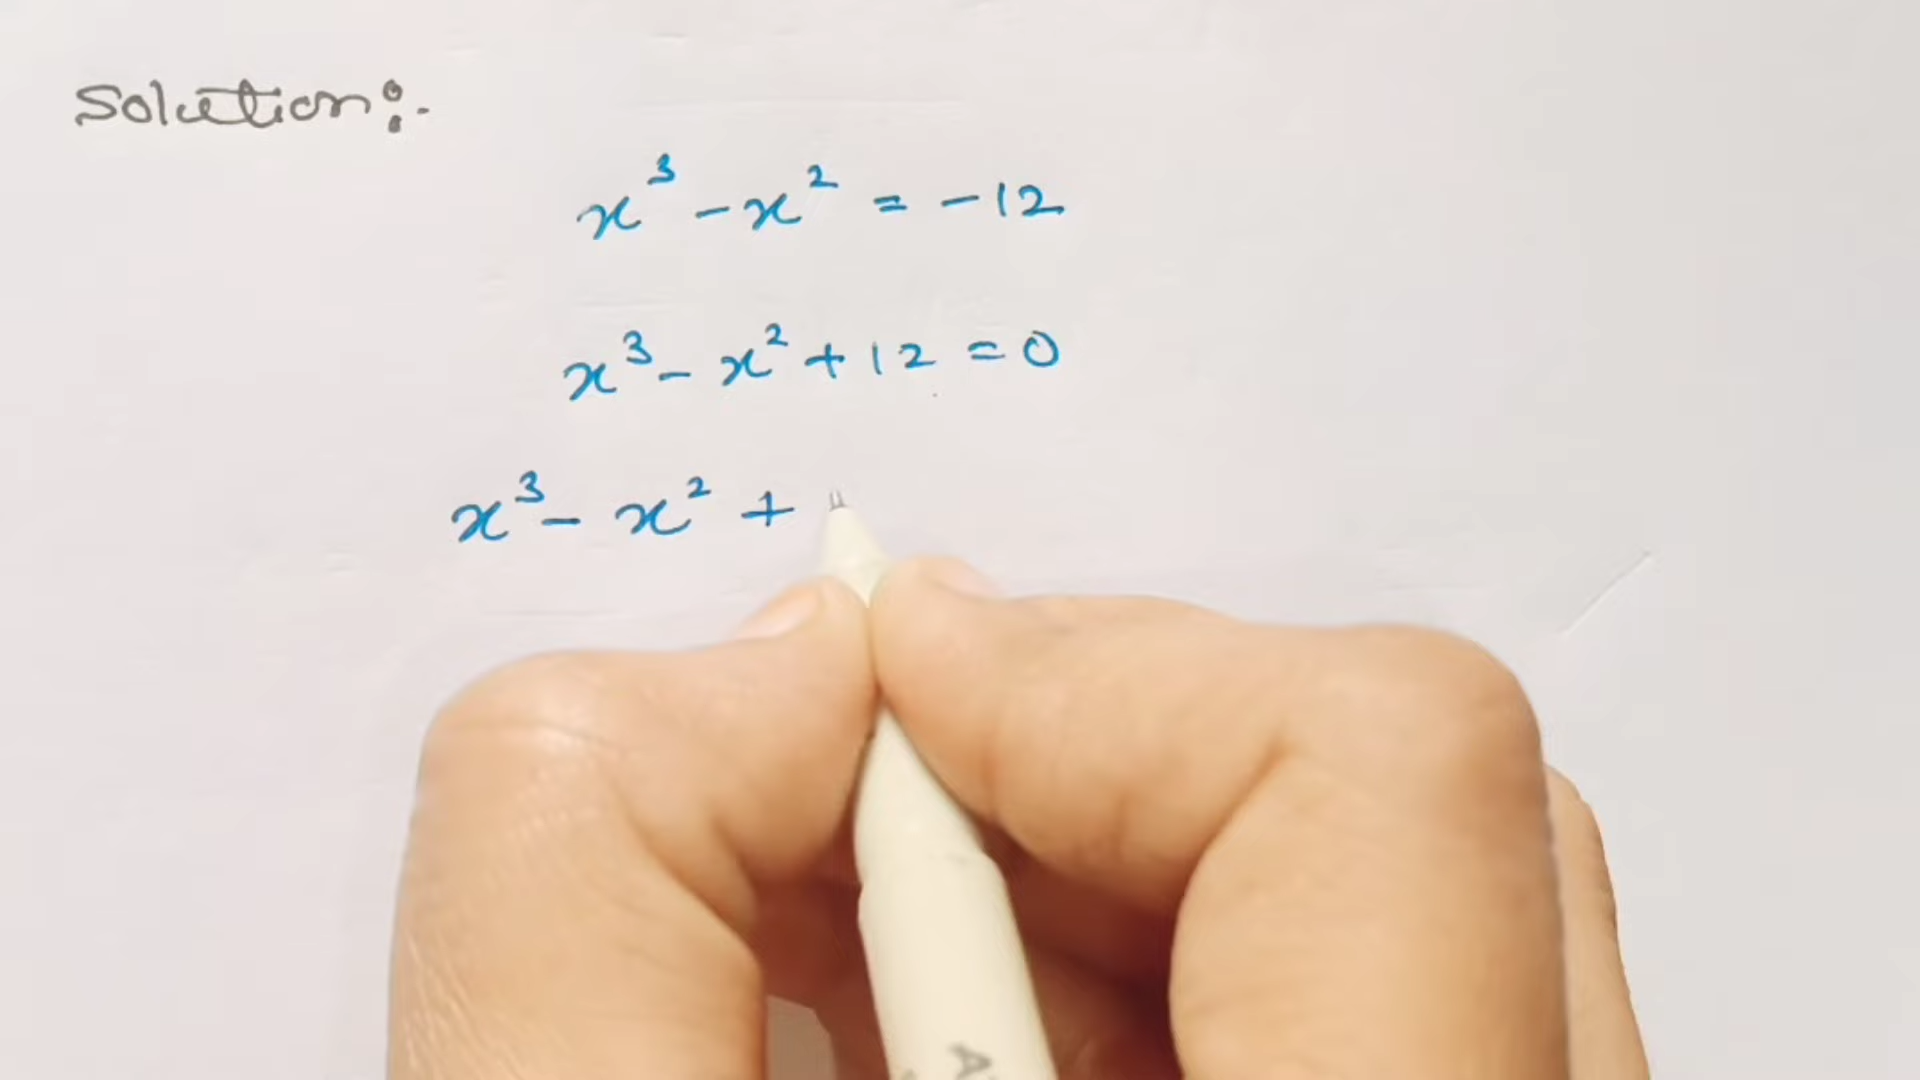 Solution:-
x³ - x² = -12
x³ - x² + 12 = 0
x³ - x² +